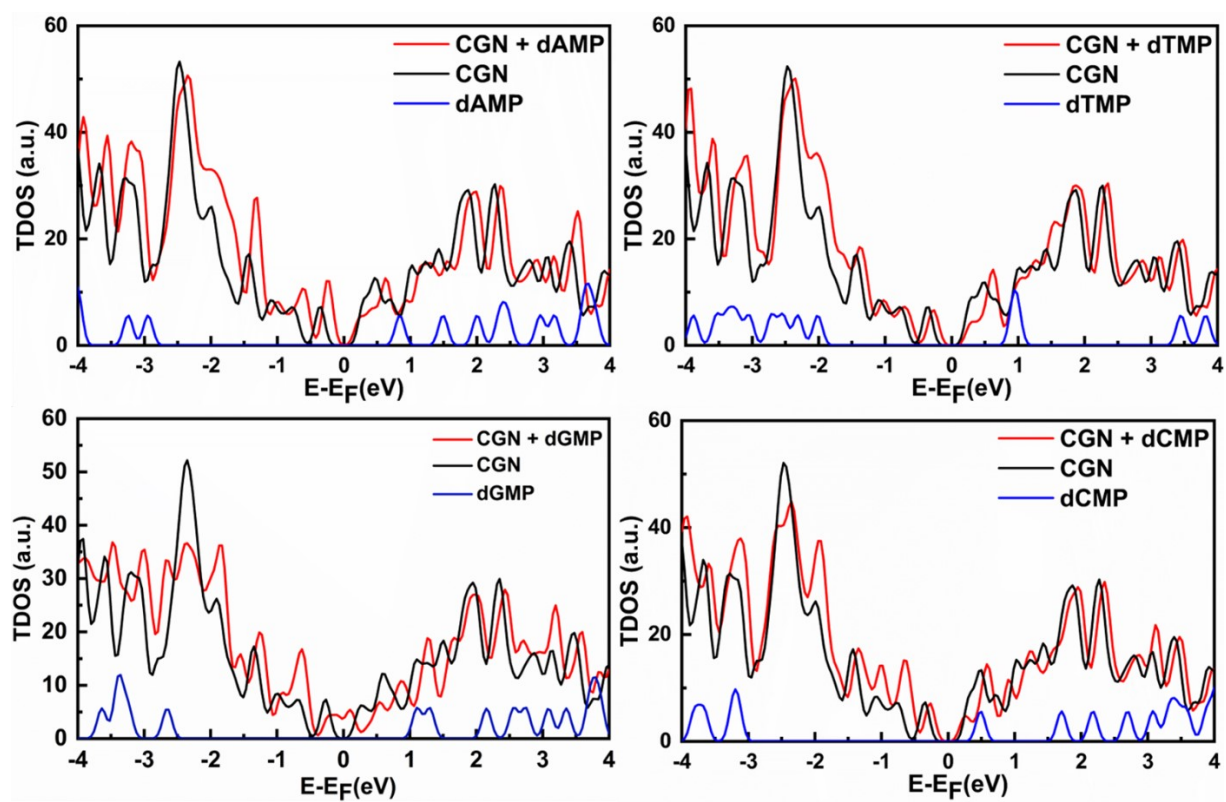 60
40
20
0
TDOS (a.u.)
CGN + dAMP
CGN
dAMP
-4 -3 -2 -1 0 1 2 3 4
E-EF(eV)
60
40
20
0
TDOS (a.u.)
CGN + dTMP
CGN
dTMP
-4 -3 -2 -1 0 1 2 3 4
E-EF(eV)
60
50
40
30
20
10
0
TDOS (a.u.)
CGN + dGMP
CGN
dGMP
-4 -3 -2 -1 0 1 2 3 4
E-EF(eV)
60
40
20
0
TDOS (a.u.)
CGN + dCMP
CGN
dCMP
-4 -3 -2 -1 0 1 2 3 4
E-EF(eV)